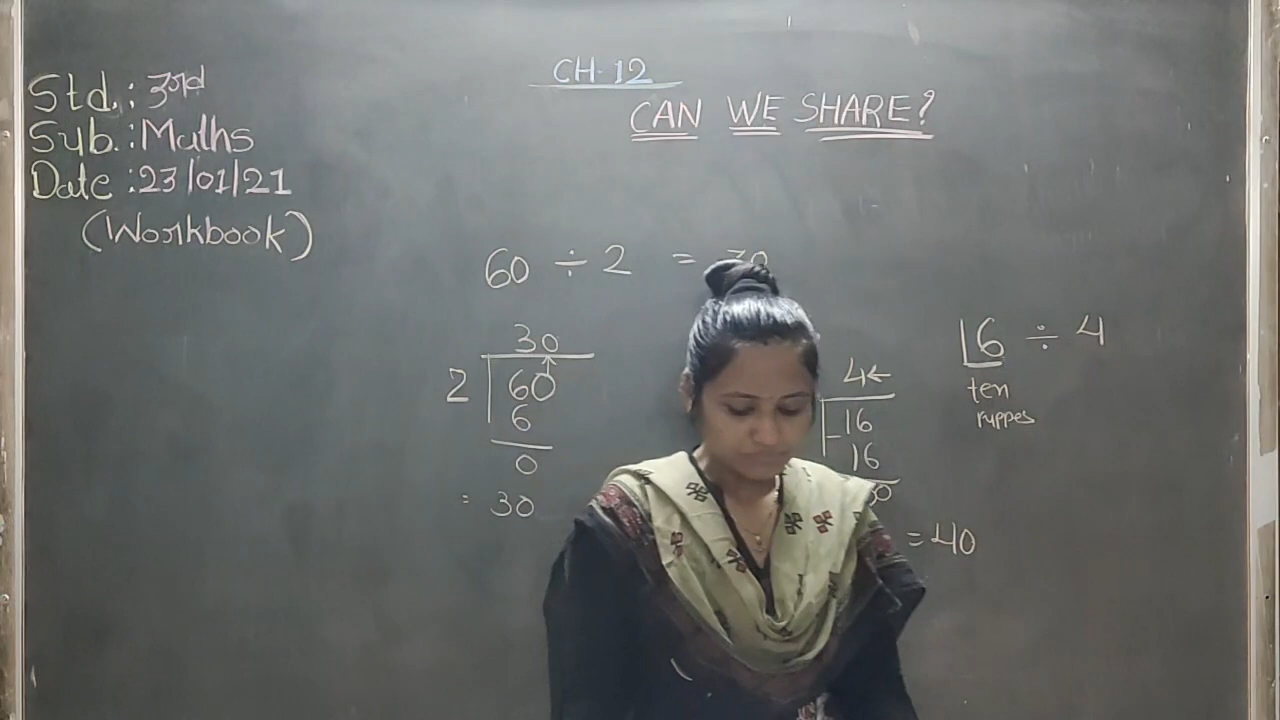 Std.: 3rd
Sub.: Maths
Date : 23/01/21
(Workbook)
CH-12
CAN WE SHARE?
60 ÷ 2 = 30
30
2 60
6
0
= 30
4←
16
- 16
= 40
16 ÷ 4
ten
ruppes